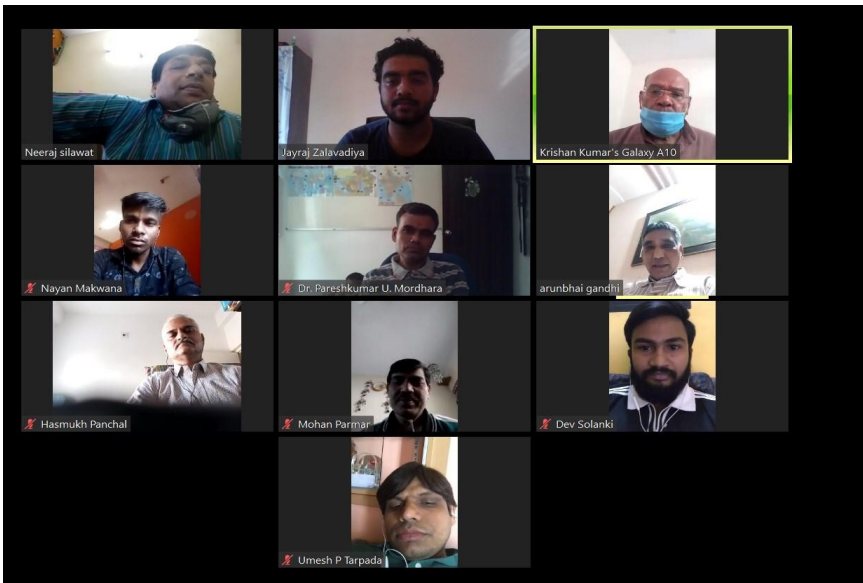 Neeraj silawat
Jayraj Zalavadiya
Krishan Kumar's Galaxy A10
Nayan Makwana
Dr. Pareshkumar U. Mordhara
arunbhai gandhi
Hasmukh Panchal
Mohan Parmar
Dev Solanki
Umesh P Tarpada